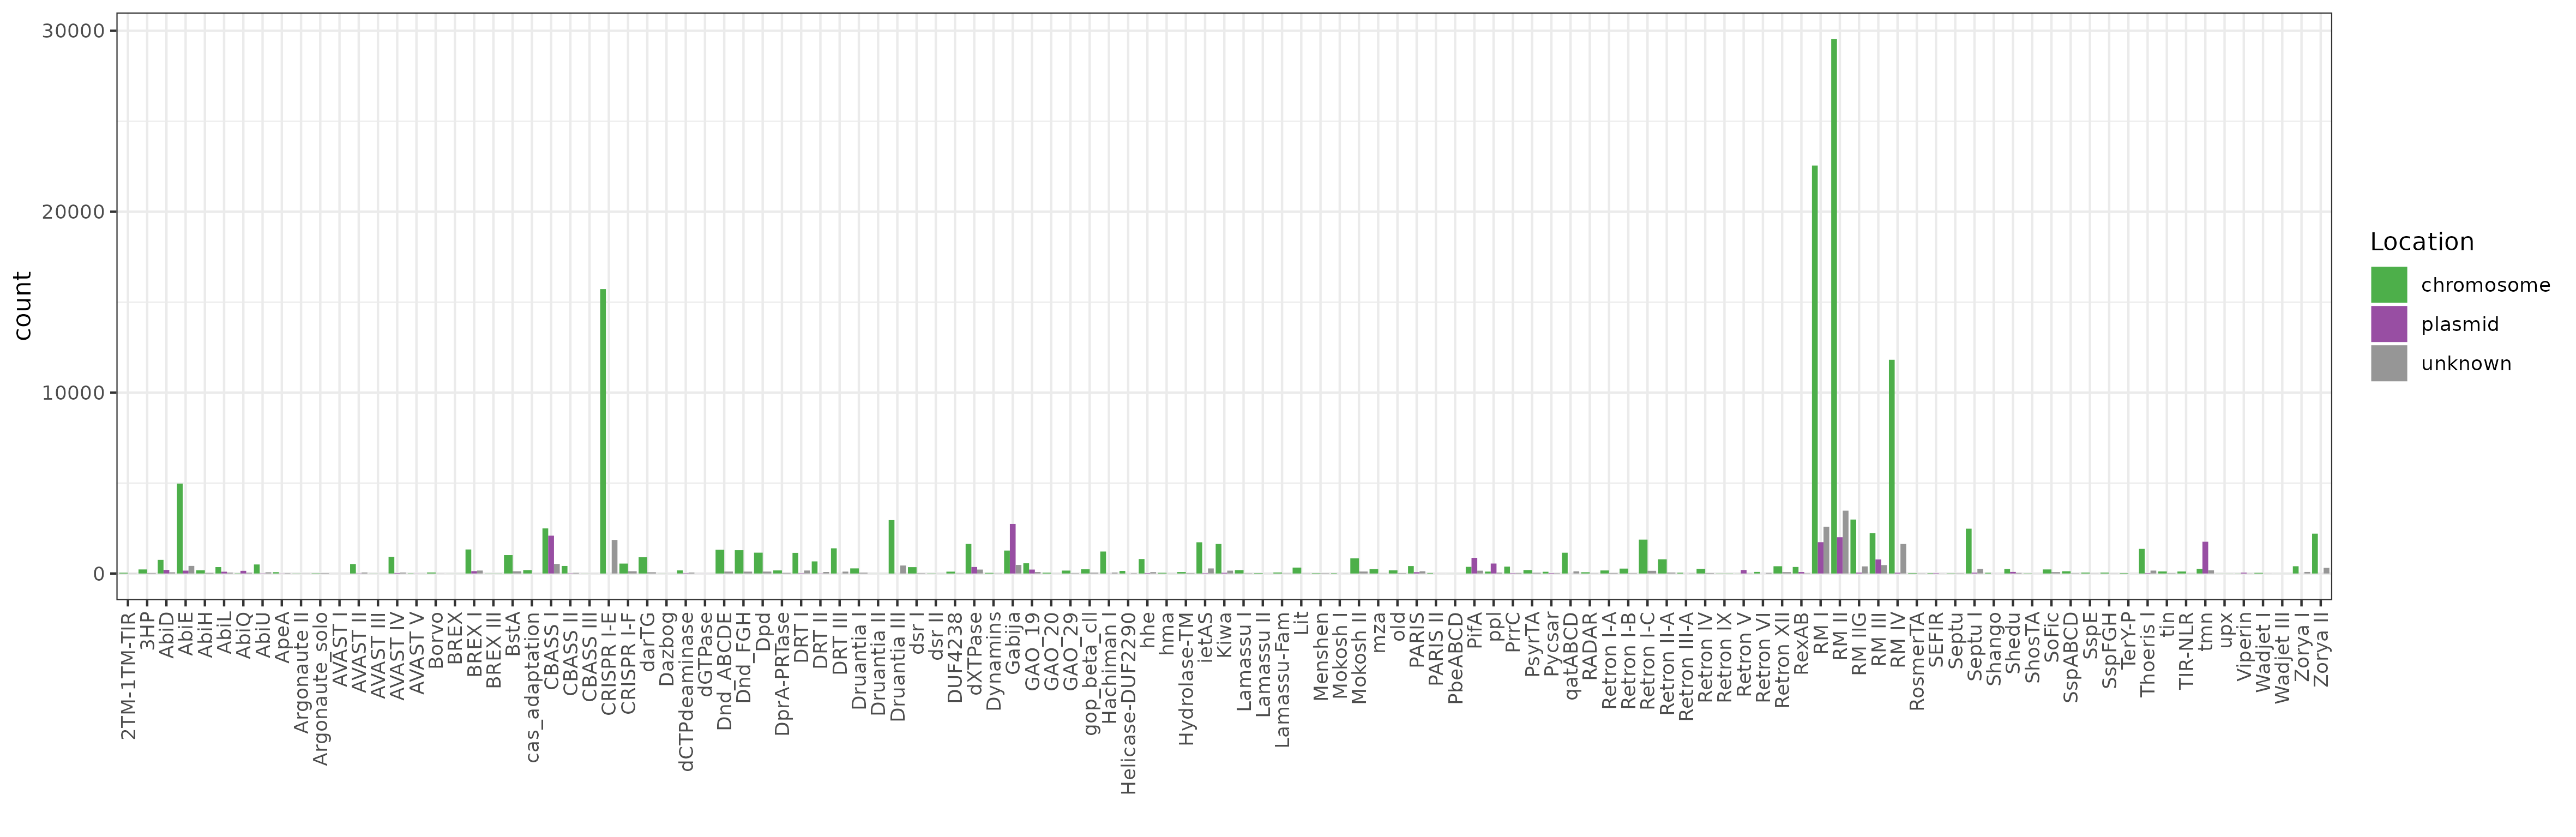 30000
20000
10000
0
count
2TM-1TM-TIR
3HP
AbiD
AbiE
AbiH
AbiL
AbiQ
AbiU
ApeA
Argonaute II
Argonaute_solo
AVAST I
AVAST II
AVAST III
AVAST IV
AVAST V
Borvo
BREX
BREX I
BREX III
BstA
cas_adaptation
CBASS I
CBASS II
CBASS III
CRISPR I-E
CRISPR I-F
darTG
Dazbog
dCTPdeaminase
dGTPase
Dnd_ABCDE
Dnd_FGH
Dpd
DprA-PRTase
DRT I
DRT II
DRT III
Druantia I
Druantia II
Druantia III
dsr I
dsr II
DUF4238
dXTPase
Dynamins
Gabija
GAO_19
GAO_20
GAO_29
gop_beta_cll
Hachiman I
Helicase-DUF2290
hhe
hma
Hydrolase-TM
ietAS
Kiwa
Lamassu I
Lamassu II
Lamassu-Fam
Lit
Menshen
Mokosh I
Mokosh II
mza
old
PARIS
PARIS II
PbeABCD
PifA
ppl
PrrC
PsyrTA
Pycsar
qatABCD
RADAR
Retron I-A
Retron I-B
Retron I-C
Retron II-A
Retron III-A
Retron IV
Retron IX
Retron V
Retron VI
Retron XII
RexAB
RM I
RM II
RM IIG
RM III
RM IV
RosmerTA
SEFIR
Septu
Septu I
Shango
Shedu
ShosTA
SoFic
SspABCD
SspE
SspFGH
TerY-P
Thoeris I
tin
TIR-NLR
tmn
upx
Viperin
Wadjet I
Wadjet III
Zorya I
Zorya II
Location
chromosome
plasmid
unknown